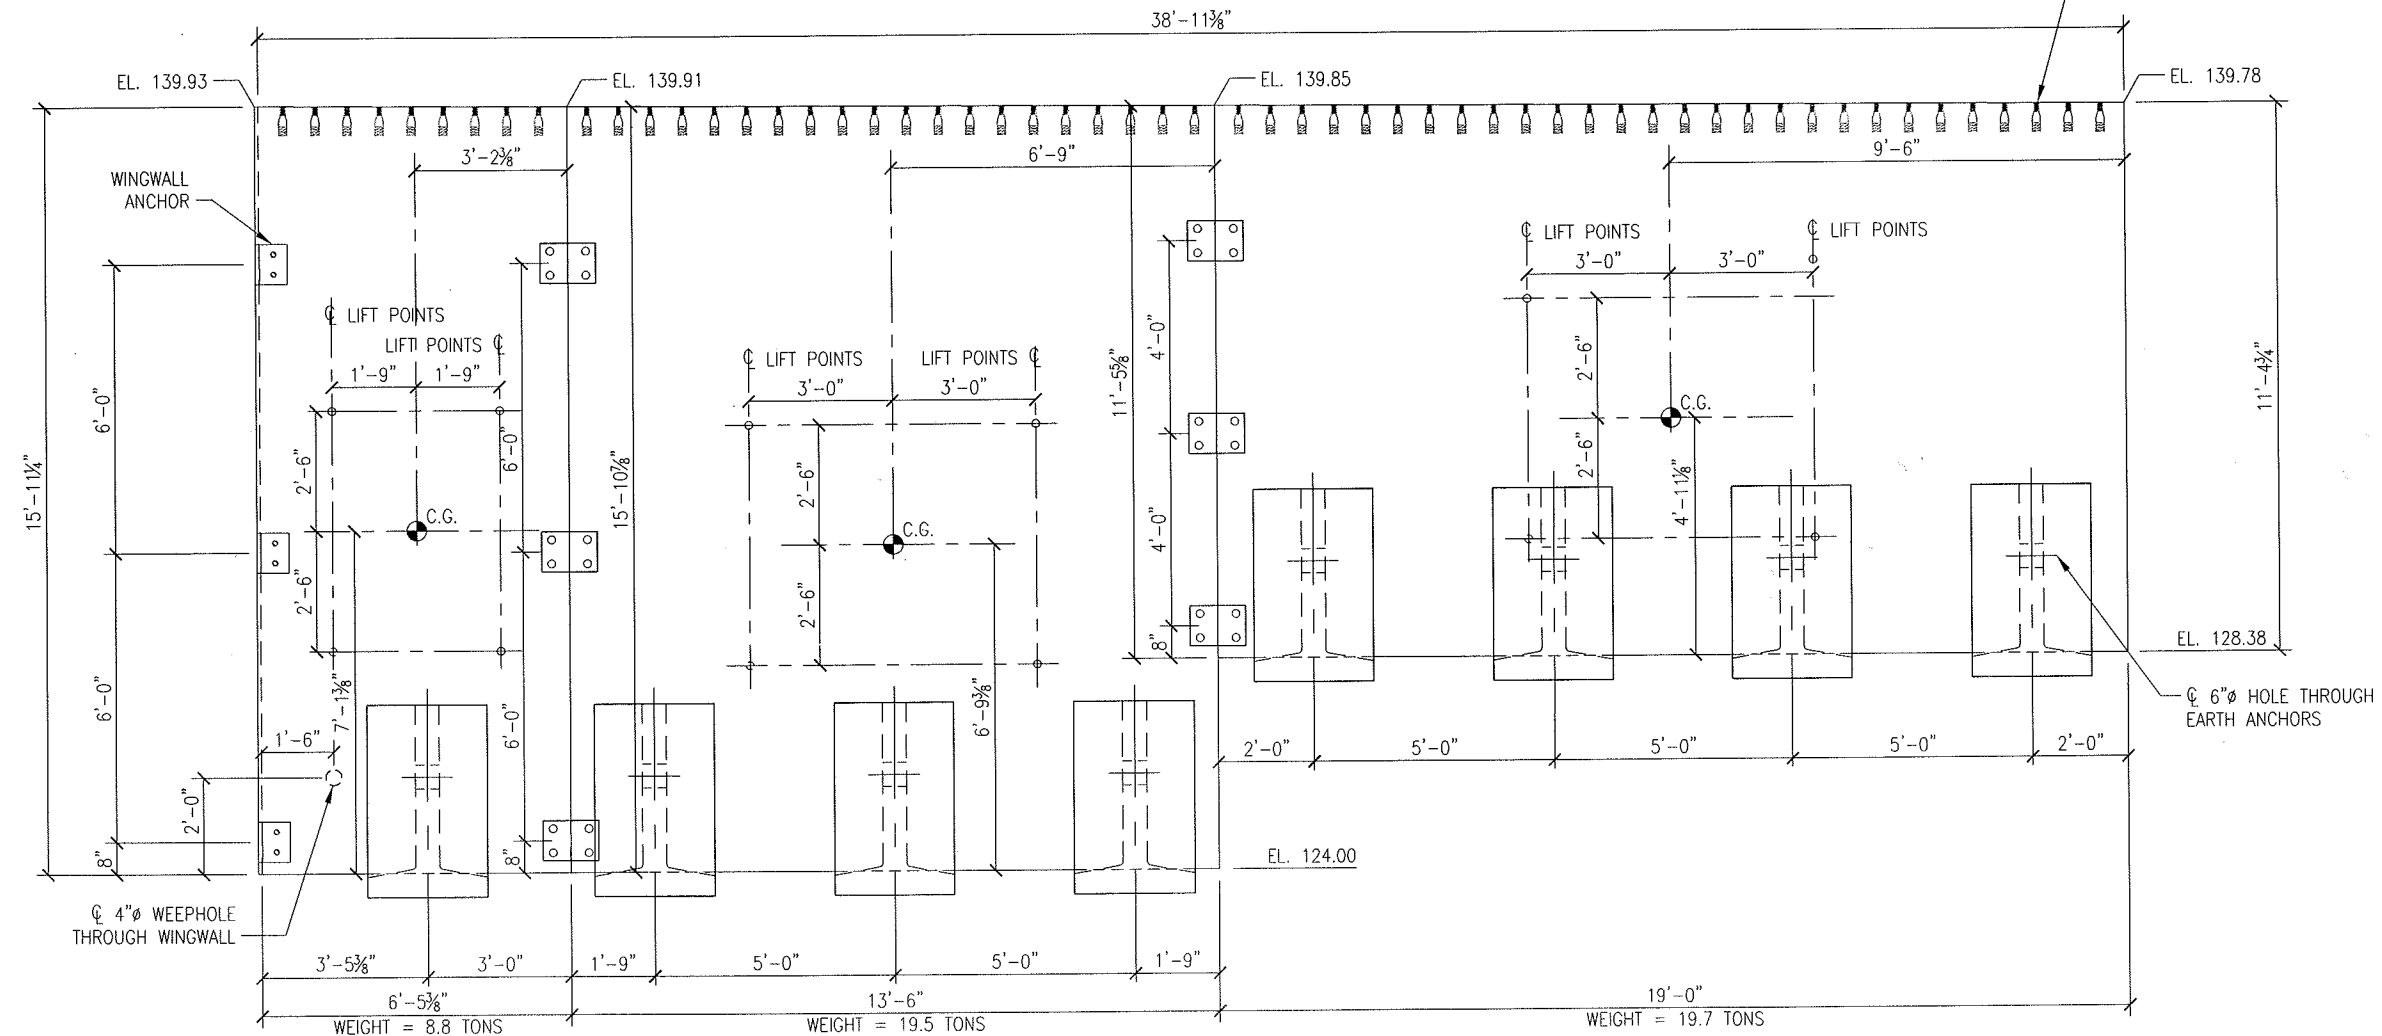 38'-11⅜"
EL. 139.93
EL. 139.91
EL. 139.85
EL. 139.78
3'-2⅜"
6'-9"
9'-6"
WINGWALL
ANCHOR
℄ LIFT POINTS
℄ LIFT POINTS
3'-0"
3'-0"
℄ LIFT POINTS
LIFT POINTS ℄
1'-9"
1'-9"
℄ LIFT POINTS
LIFT POINTS ℄
3'-0"
3'-0"
15'-11¼"
6'-0"
6'-0"
8"
2'-6"
2'-6"
C.G.
6'-0"
6'-0"
8"
15'-10⅞"
2'-6"
2'-6"
C.G.
11'-5⅝"
4'-0"
4'-0"
8"
2'-6"
2'-6"
C.G.
4'-11⅛"
11'-4¾"
7'-1⅜"
6'-9⅜"
1'-6"
2'-0"
EL. 128.38
℄ 6"ø HOLE THROUGH
EARTH ANCHORS
2'-0"
5'-0"
5'-0"
5'-0"
2'-0"
EL. 124.00
℄ 4"ø WEEPHOLE
THROUGH WINGWALL
3'-5⅜"
3'-0"
1'-9"
5'-0"
5'-0"
1'-9"
6'-5⅜"
13'-6"
19'-0"
WEIGHT = 8.8 TONS
WEIGHT = 19.5 TONS
WEIGHT = 19.7 TONS